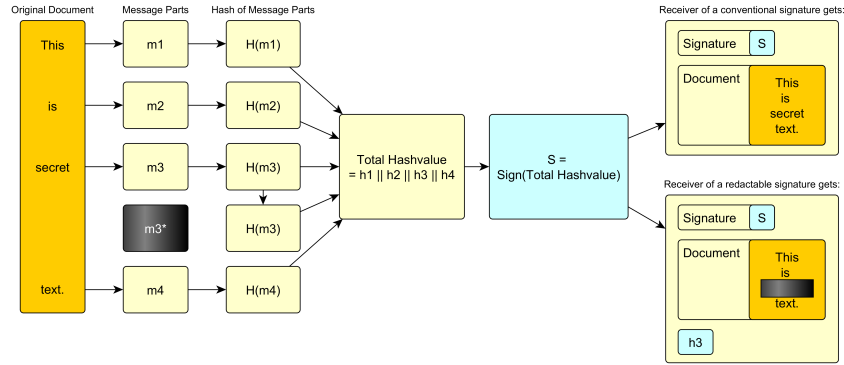 Original Document
Message Parts
Hash of Message Parts
Receiver of a conventional signature gets:
This
m1
H(m1)
is
m2
H(m2)
secret
m3
H(m3)
m3*
H(m3)
text.
m4
H(m4)
Total Hashvalue
= h1 || h2 || h3 || h4
S =
Sign(Total Hashvalue)
Signature
S
Document
This
is
secret
text.
Receiver of a redactable signature gets:
Signature
S
Document
This
is
text.
h3